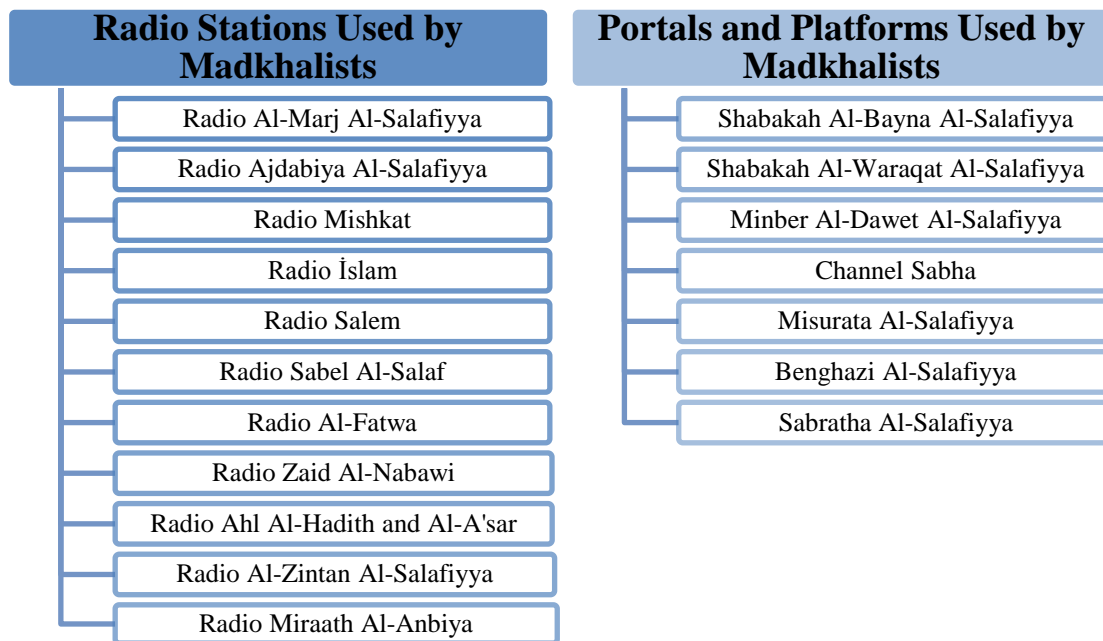 Radio Stations Used by
Madkhalists
Radio Al-Marj Al-Salafiyya
Radio Ajdabiya Al-Salafiyya
Radio Mishkat
Radio İslam
Radio Salem
Radio Sabel Al-Salaf
Radio Al-Fatwa
Radio Zaid Al-Nabawi
Radio Ahl Al-Hadith and Al-A'sar
Radio Al-Zintan Al-Salafiyya
Radio Miraath Al-Anbiya
Portals and Platforms Used by
Madkhalists
Shabakah Al-Bayna Al-Salafiyya
Shabakah Al-Waraqat Al-Salafiyya
Minber Al-Dawet Al-Salafiyya
Channel Sabha
Misurata Al-Salafiyya
Benghazi Al-Salafiyya
Sabratha Al-Salafiyya